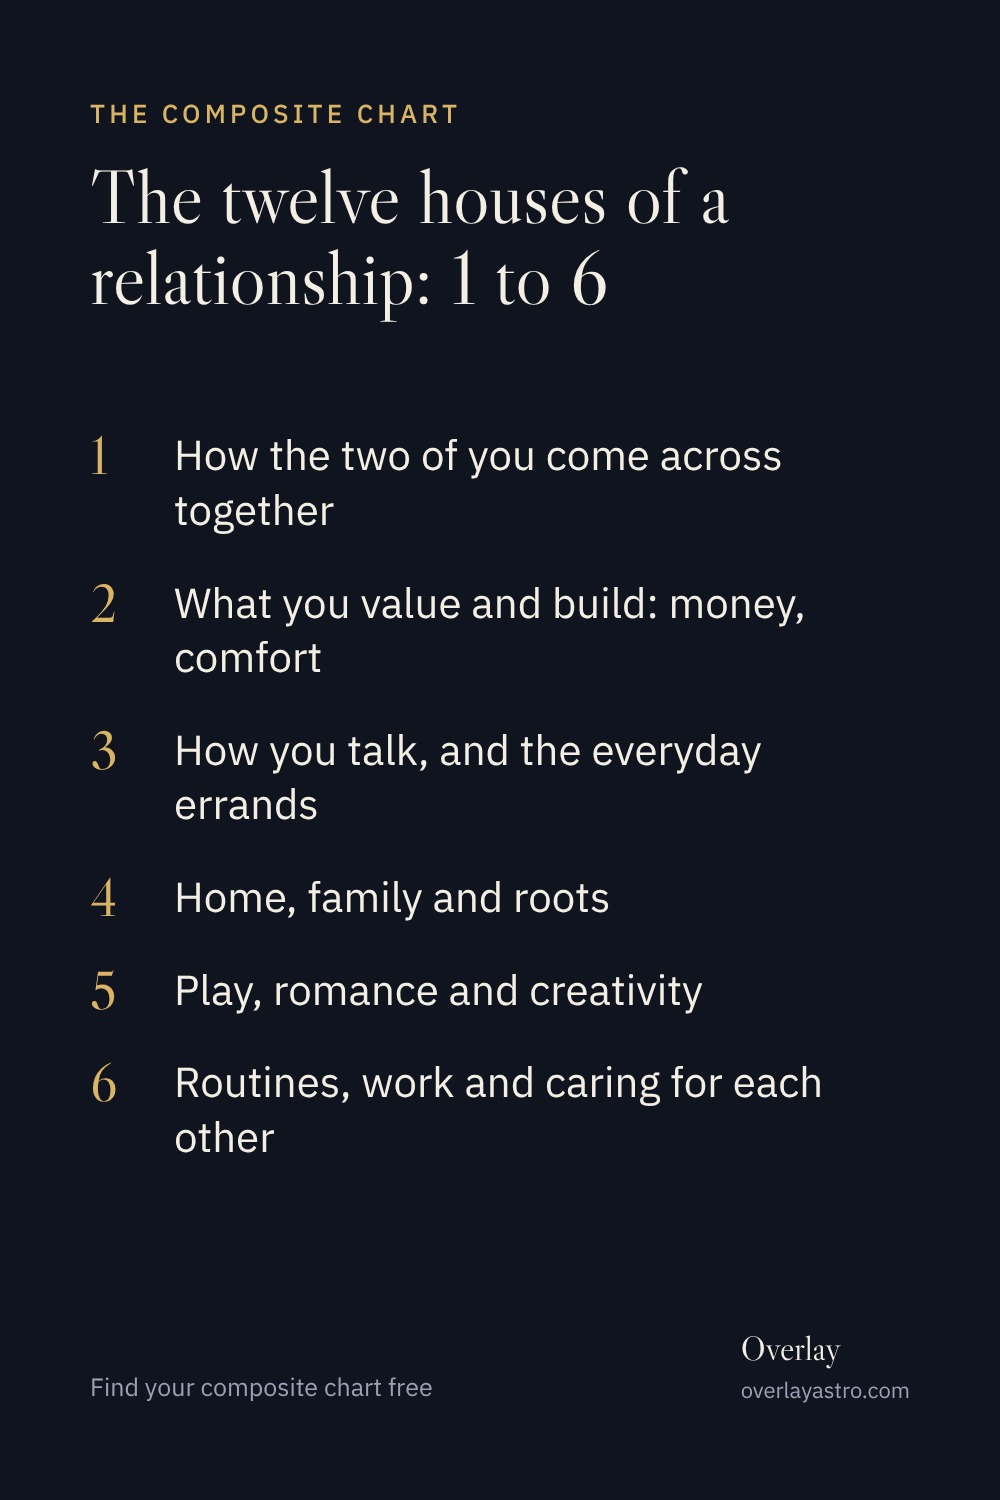 THE COMPOSITE CHART
The twelve houses of a
relationship: 1 to 6
1 How the two of you come across
together
2 What you value and build: money,
comfort
3 How you talk, and the everyday
errands
4 Home, family and roots
5 Play, romance and creativity
6 Routines, work and caring for each
other
Find your composite chart free
Overlay
overlayastro.com